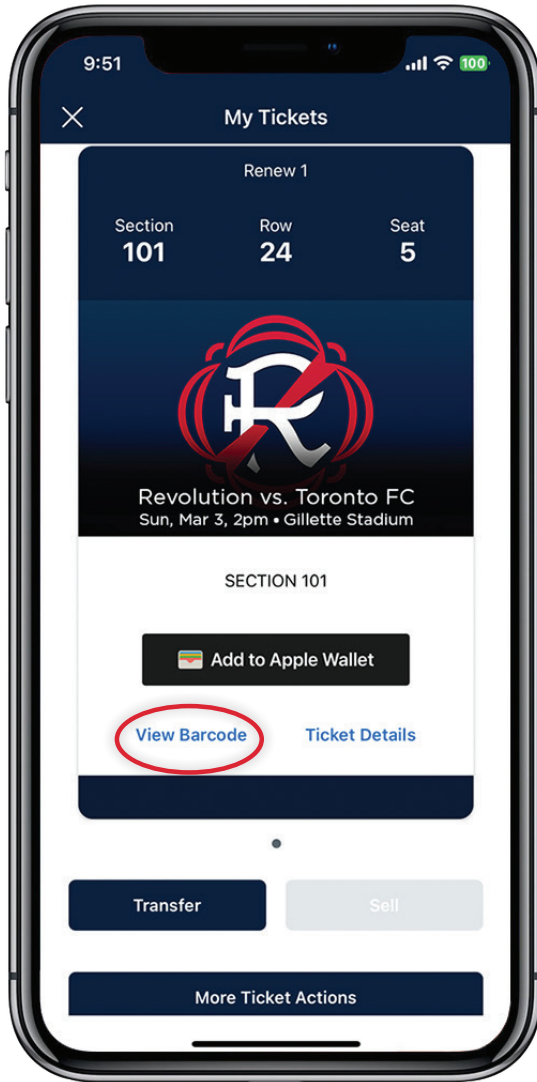 9:51
100
My Tickets
Renew 1
Section Row Seat
101 24 5
R
Revolution vs. Toronto FC
Sun, Mar 3, 2pm • Gillette Stadium
SECTION 101
Add to Apple Wallet
View Barcode Ticket Details
Transfer Sell
More Ticket Actions